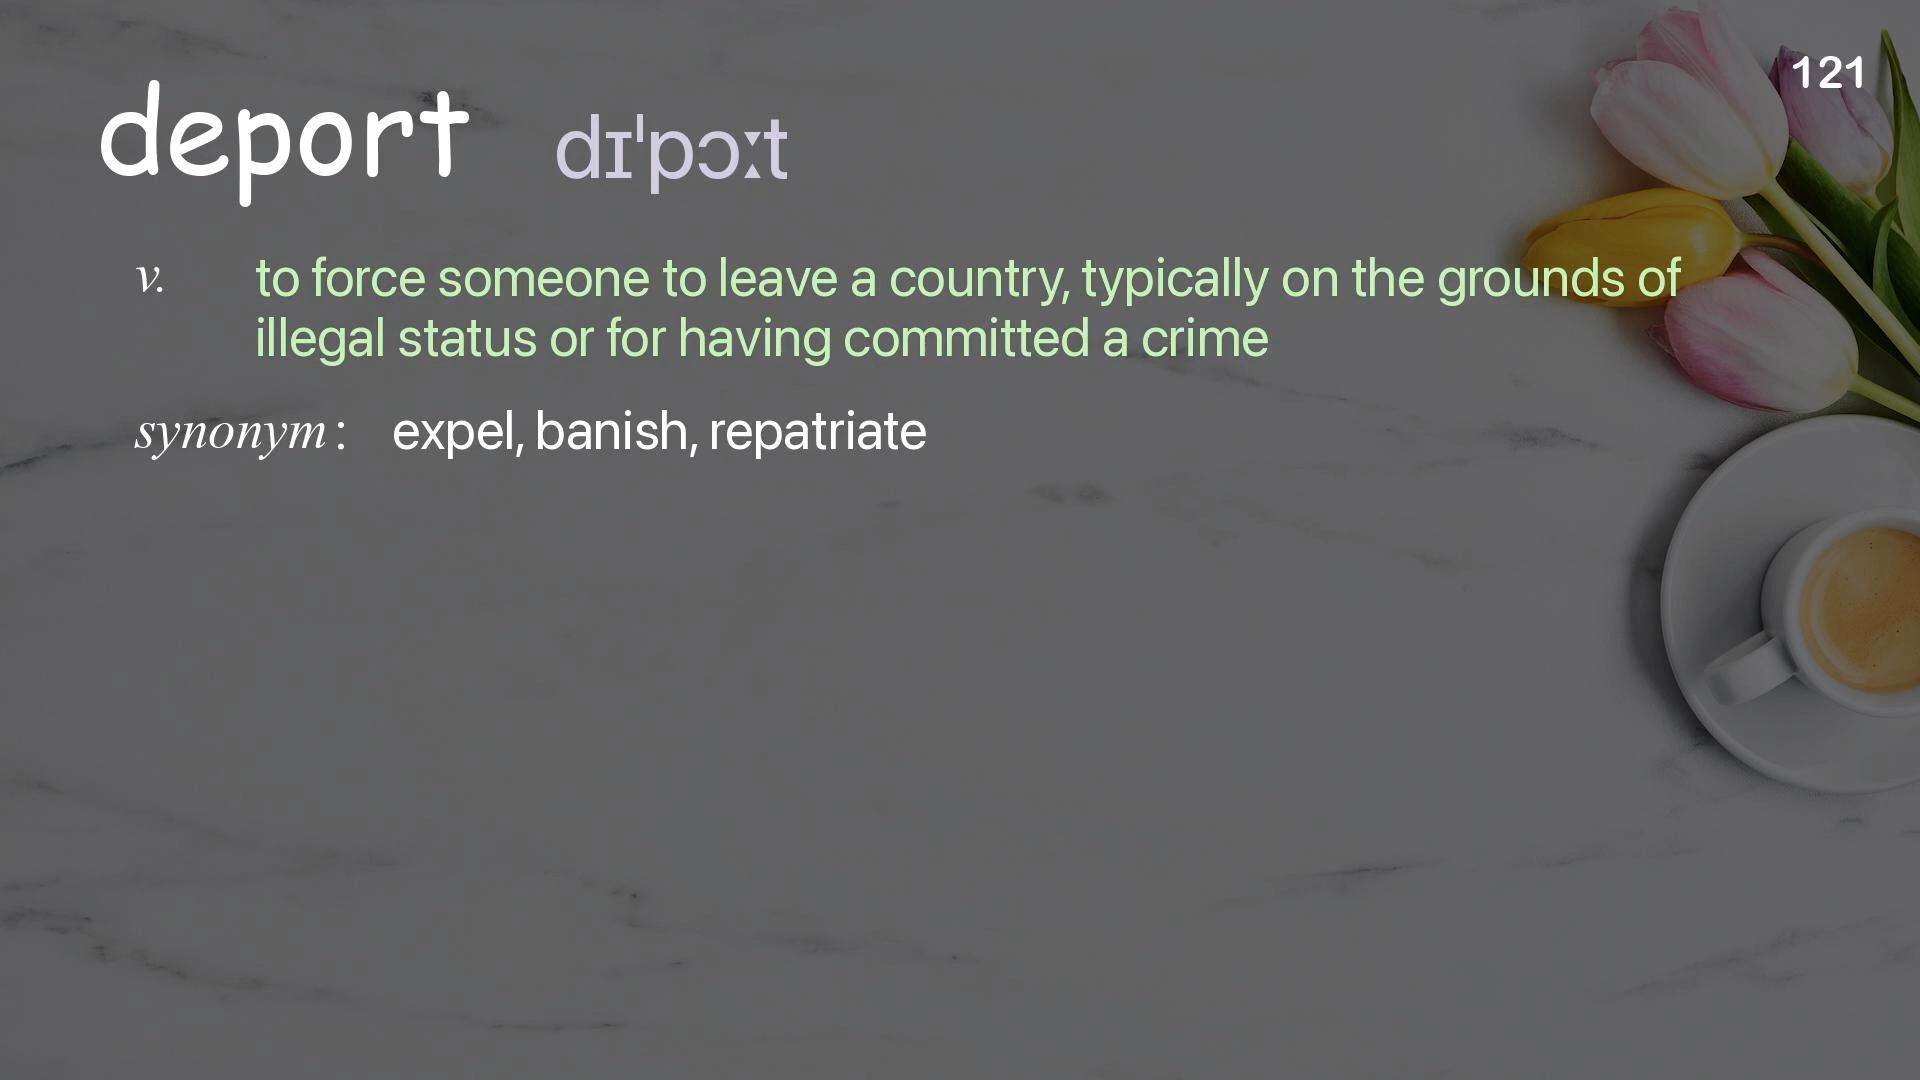 121
deport dɪˈpɔːt
v. to force someone to leave a country, typically on the grounds of
illegal status or for having committed a crime
synonym: expel, banish, repatriate